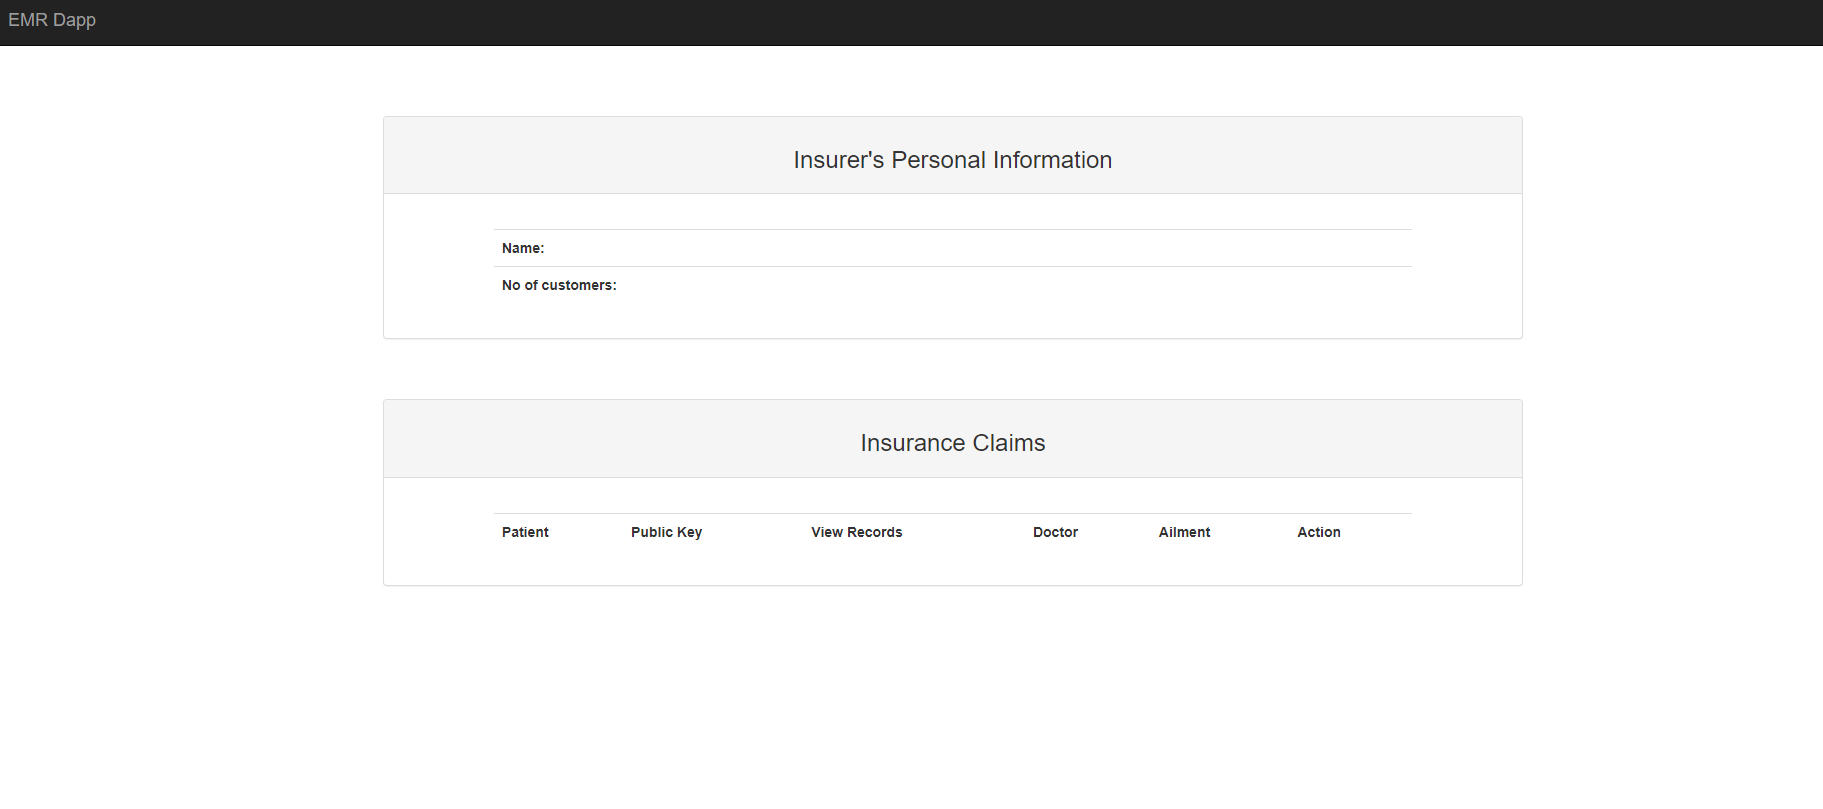 EMR Dapp
Insurer's Personal Information
Name:
No of customers:
Insurance Claims
Patient Public Key View Records Doctor Ailment Action